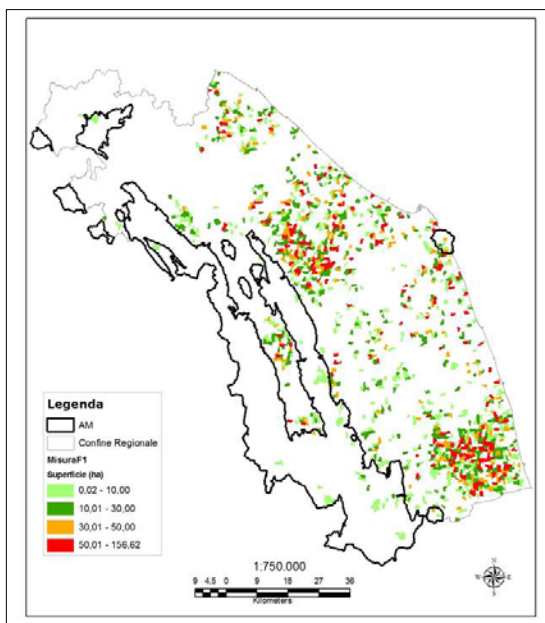 Legenda
AM
Confine Regionale
MisuraF1
Superficie (ha)
0,02 - 10,00
10,01 - 30,00
30,01 - 50,00
50,01 - 156,62
1:750.000
9 4,5 0 9 18 27 36
Kilometers
N
W E
S